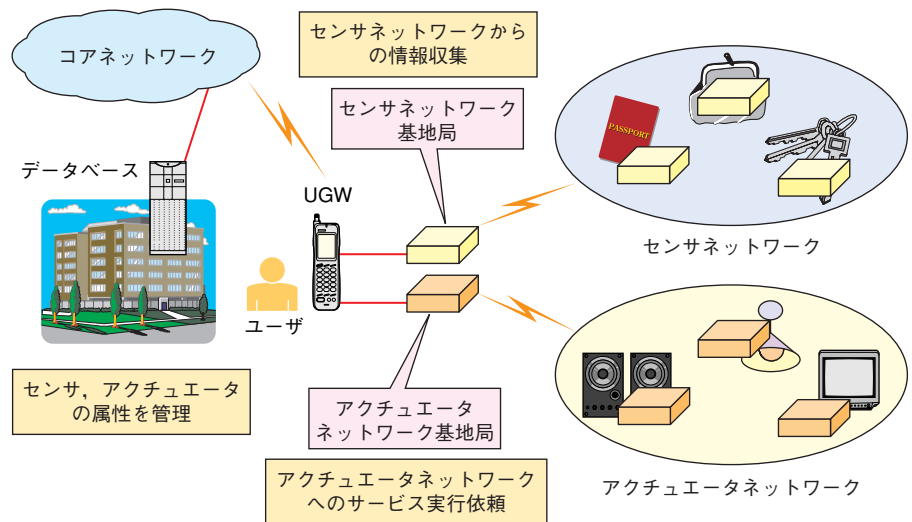 コアネットワーク
センサネットワークから
の情報収集
センサネットワーク
基地局
PASSPORT
データベース
UGW
センサネットワーク
ユーザ
センサ，アクチュエータ
の属性を管理
アクチュエータ
ネットワーク基地局
アクチュエータネットワーク
へのサービス実行依頼
アクチュエータネットワーク